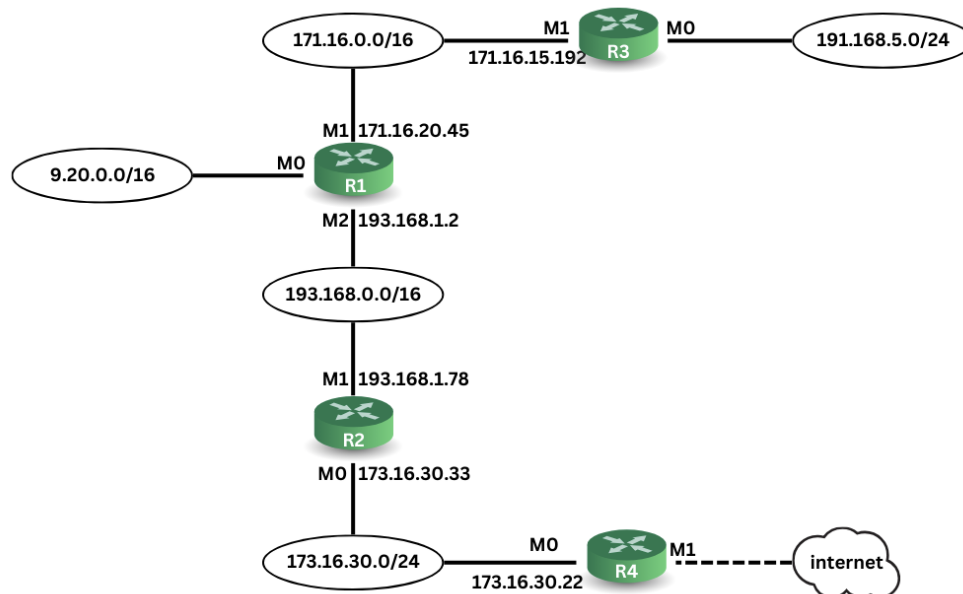 171.16.0.0/16
M1
R3
M0
191.168.5.0/24
171.16.15.192
M1 171.16.20.45
9.20.0.0/16
M0
R1
M2 193.168.1.2
193.168.0.0/16
M1 193.168.1.78
R2
M0 173.16.30.33
173.16.30.0/24
M0
R4
M1
internet
173.16.30.22